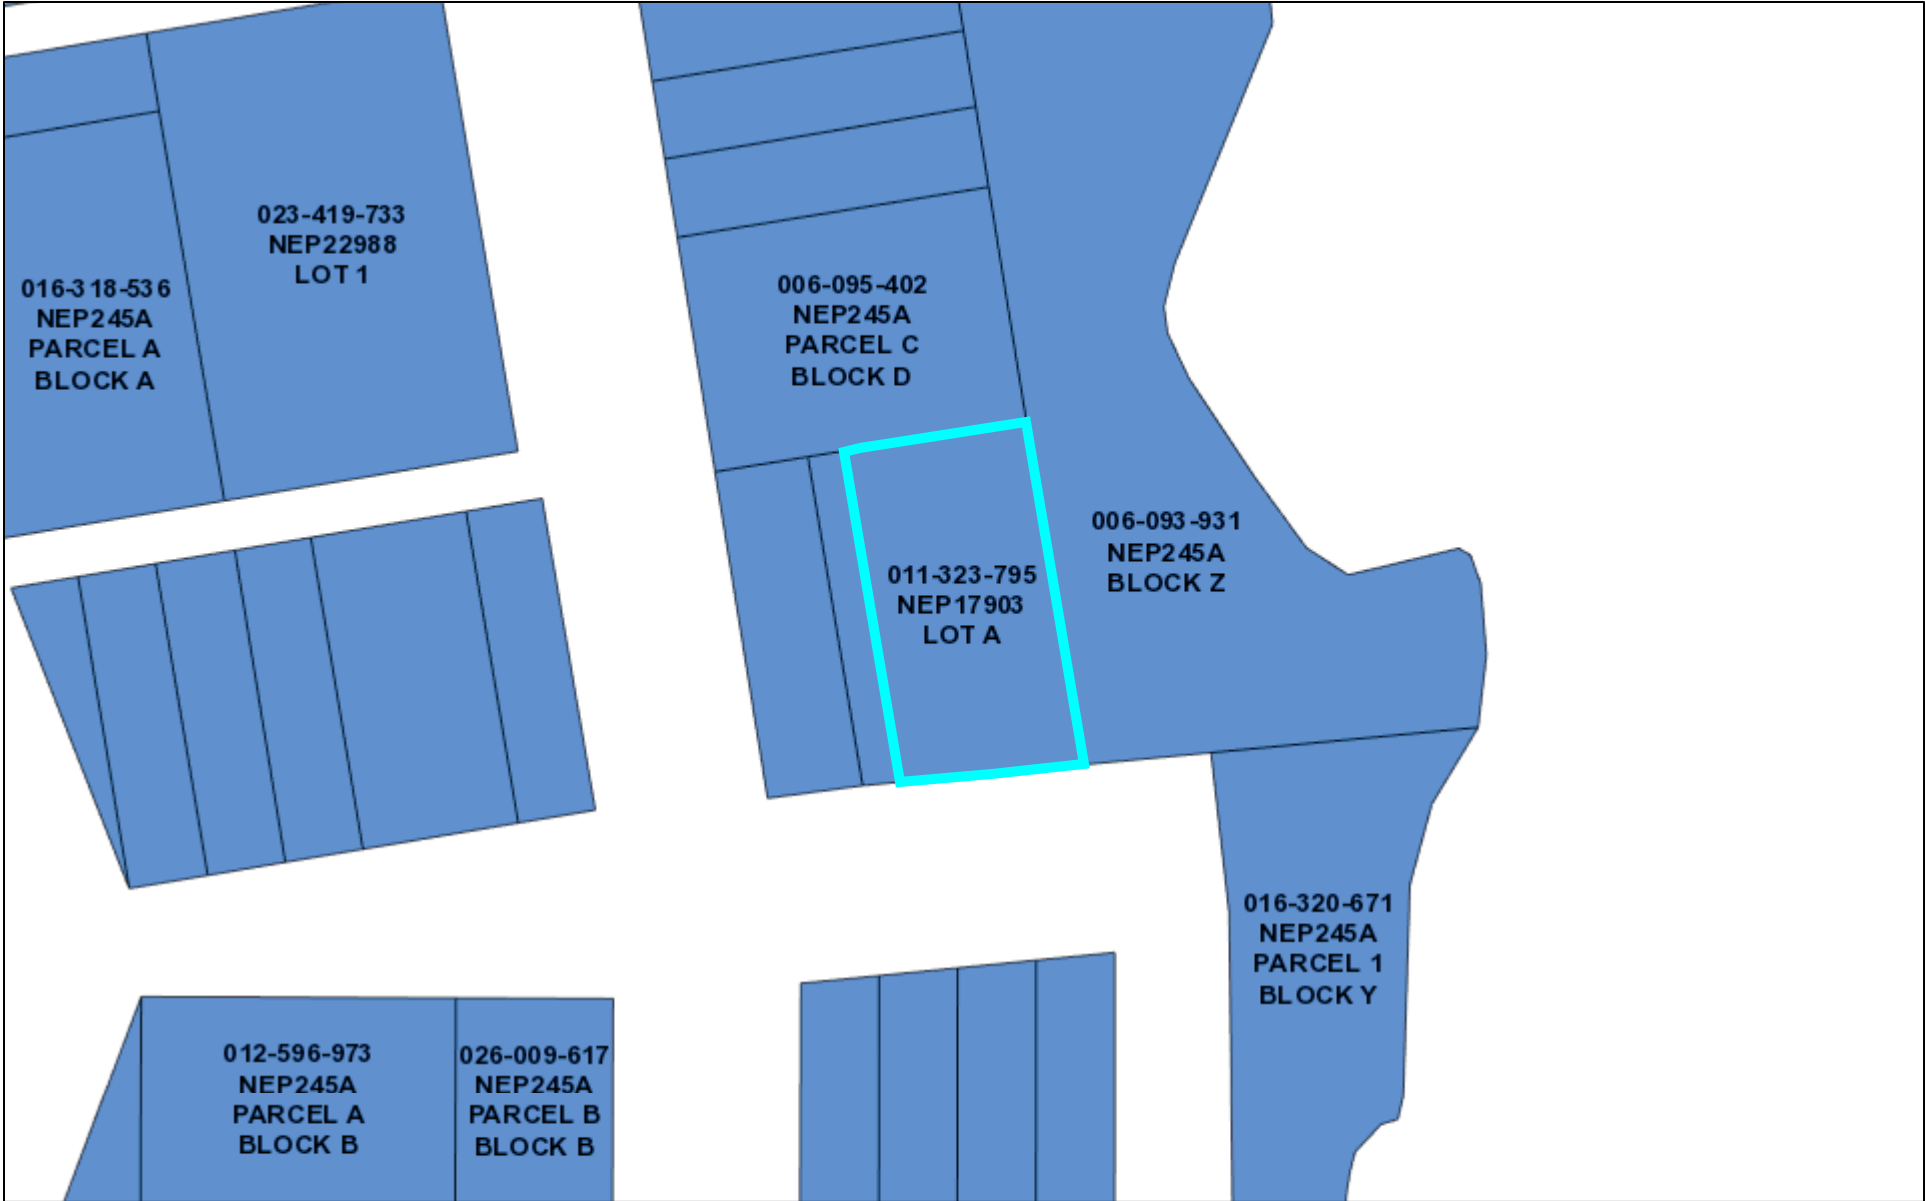 023-419-733
NEP22988
LOT 1
016-318-536
NEP245A
PARCEL A
BLOCK A
006-095-402
NEP245A
PARCEL C
BLOCK D
006-093-931
NEP245A
BLOCK Z
011-323-795
NEP17903
LOT A
016-320-671
NEP245A
PARCEL 1
BLOCK Y
012-596-973
NEP245A
PARCEL A
BLOCK B
026-009-617
NEP245A
PARCEL B
BLOCK B